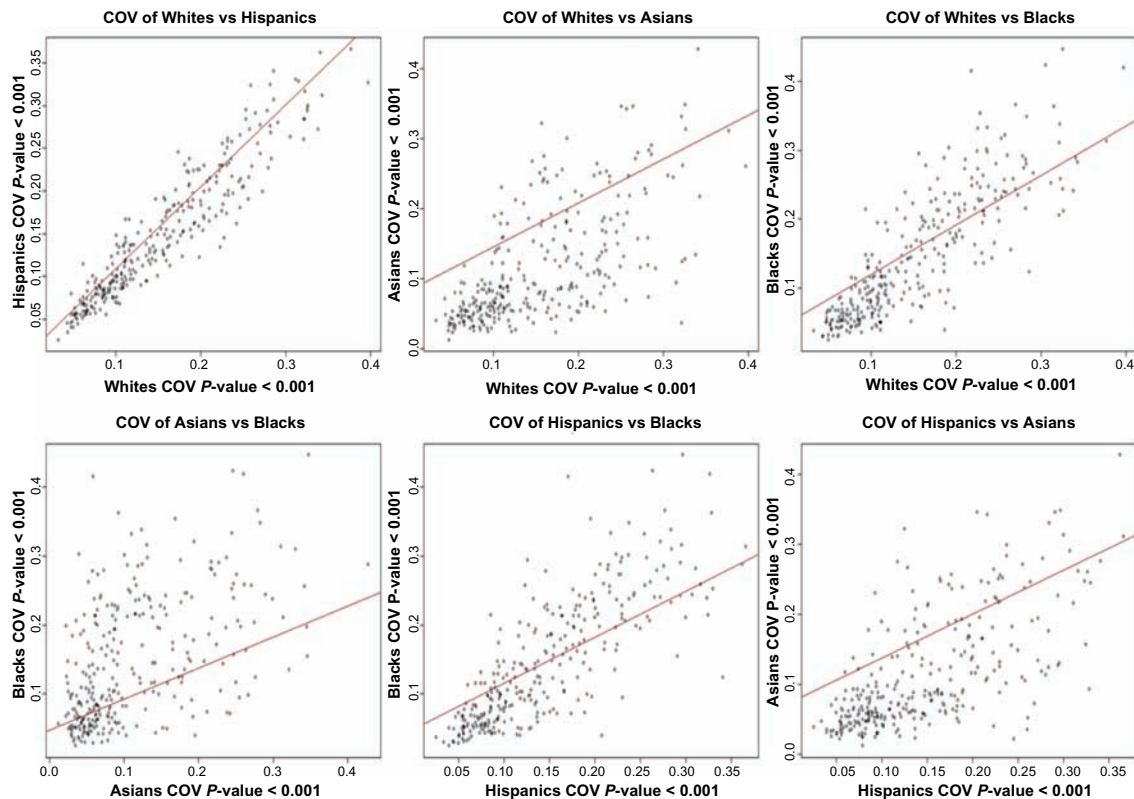 COV of Whites vs Hispanics
Hispanics COV P-value < 0.001
0.05 0.10 0.15 0.20 0.25 0.30 0.35
0.1 0.2 0.3 0.4
Whites COV P-value < 0.001
COV of Whites vs Asians
Asians COV P-value < 0.001
0.0 0.1 0.2 0.3 0.4
0.1 0.2 0.3 0.4
Whites COV P-value < 0.001
COV of Whites vs Blacks
Blacks COV P-value < 0.001
0.1 0.2 0.3 0.4
0.1 0.2 0.3 0.4
Whites COV P-value < 0.001
COV of Asians vs Blacks
Blacks COV P-value < 0.001
0.1 0.2 0.3 0.4
0.0 0.1 0.2 0.3 0.4
Asians COV P-value < 0.001
COV of Hispanics vs Blacks
Blacks COV P-value < 0.001
0.1 0.2 0.3 0.4
0.05 0.10 0.15 0.20 0.25 0.30 0.35
Hispanics COV P-value < 0.001
COV of Hispanics vs Asians
Asians COV P-value < 0.001
0.0 0.1 0.2 0.3 0.4
0.05 0.10 0.15 0.20 0.25 0.30 0.35
Hispanics COV P-value < 0.001